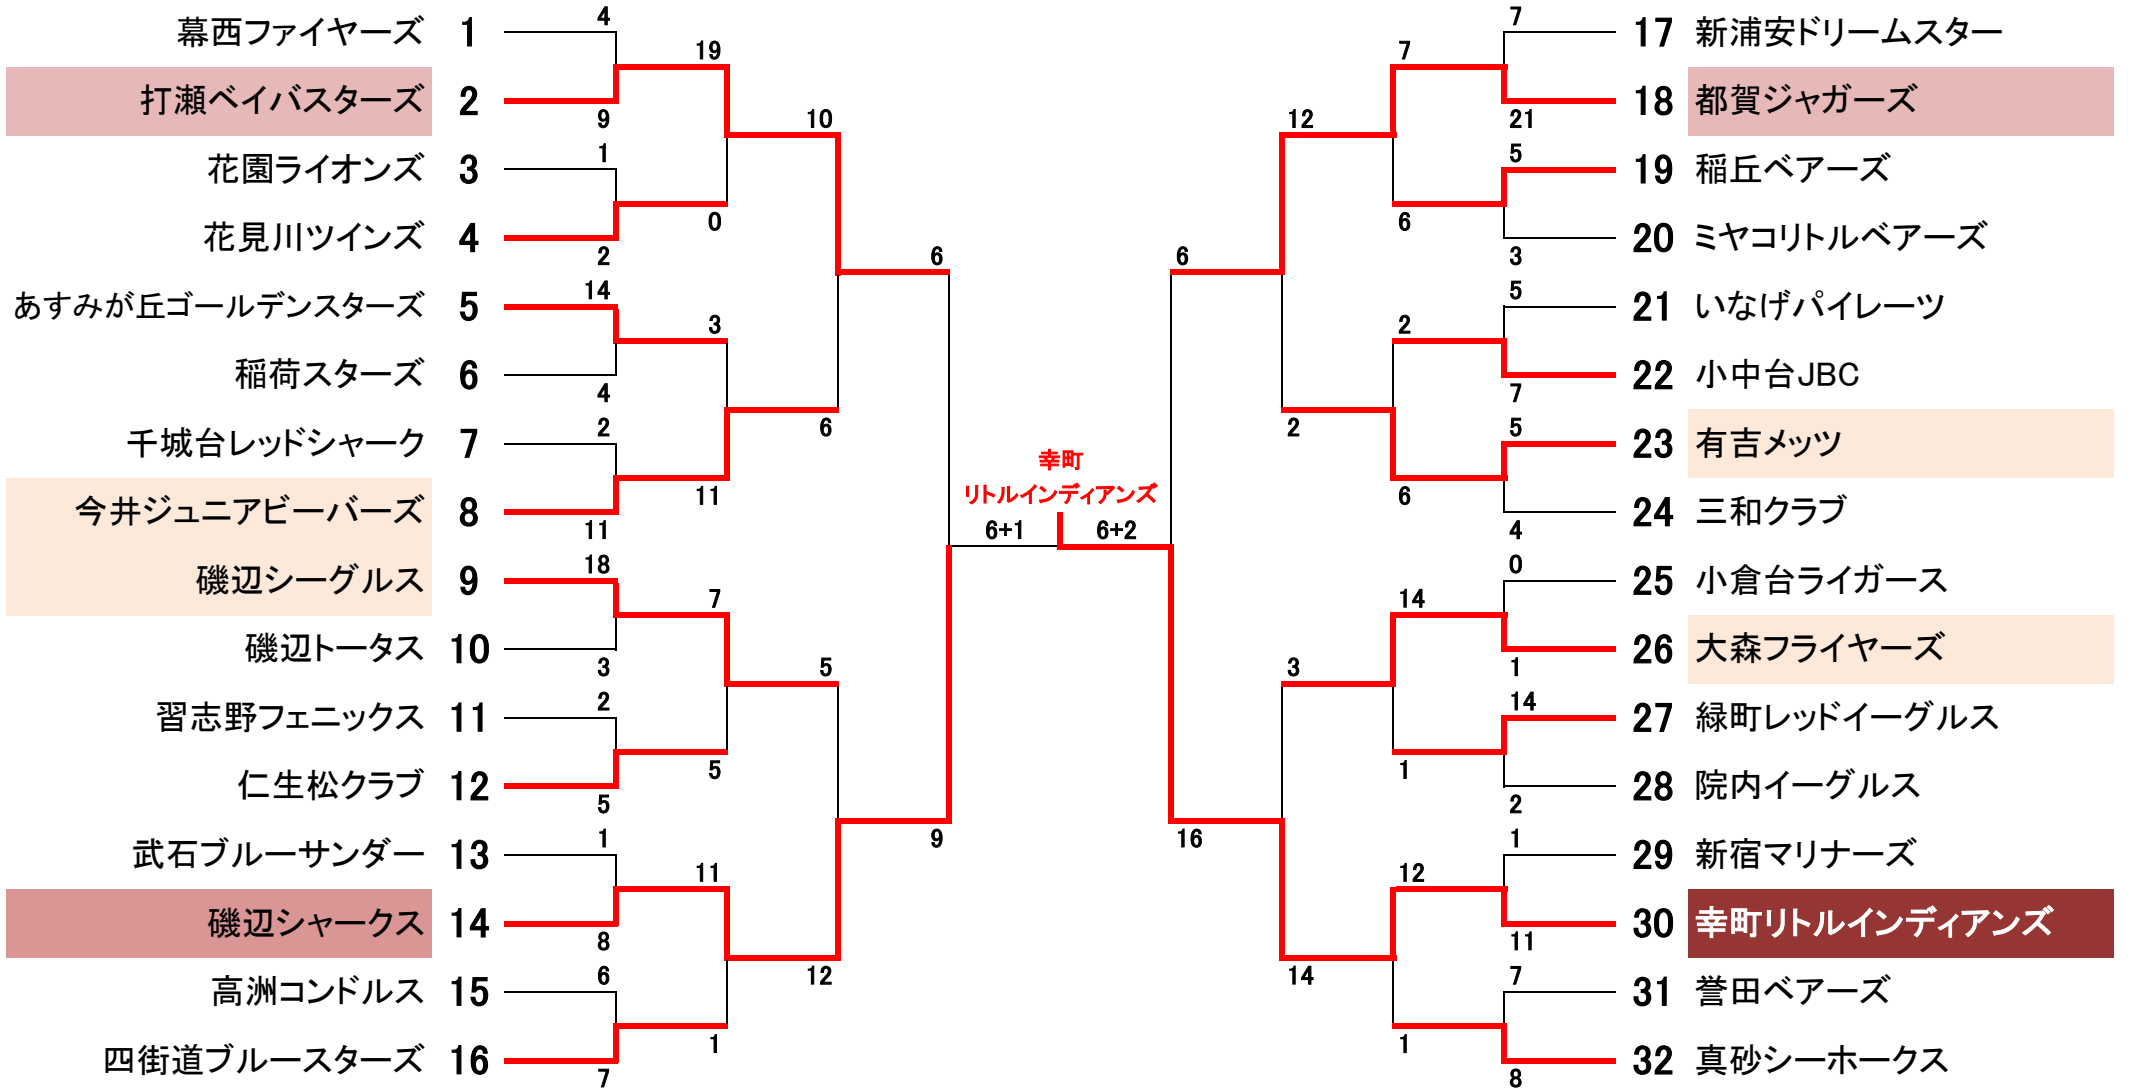 幕西ファイヤーズ 1 4
19
打瀬ベイバスターズ 2 9
10
花園ライオンズ 3 1
0
花見川ツインズ 4 2
6
あすみが丘ゴールデンスターズ 5 14
3
稲荷スターズ 6 4
6
千城台レッドシャーク 7 2
11
今井ジュニアビーバーズ 8 11
磯辺シーグルス 9 18
7
磯辺トータス 10 3
5
習志野フェニックス 11 2
5
仁生松クラブ 12 5
9
武石ブルーサンダー 13 1
11
磯辺シャークス 14 8
12
高洲コンドルス 15 6
1
四街道ブルースターズ 16 7
幸町
リトルインディアンズ
6+1 6+2
7 17 新浦安ドリームスター
7
21 18 都賀ジャガーズ
12
5 19 稲丘ベアーズ
6
3 20 ミヤコリトルベアーズ
6
5 21 いなげパイレーツ
2
7 22 小中台JBC
2
5 23 有吉メッツ
6
4 24 三和クラブ
0 25 小倉台ライガース
14
1 26 大森フライヤーズ
3
14 27 緑町レッドイーグルス
1
2 28 院内イーグルス
16
1 29 新宿マリナーズ
12
11 30 幸町リトルインディアンズ
14
7 31 誉田ベアーズ
1
8 32 真砂シーホークス